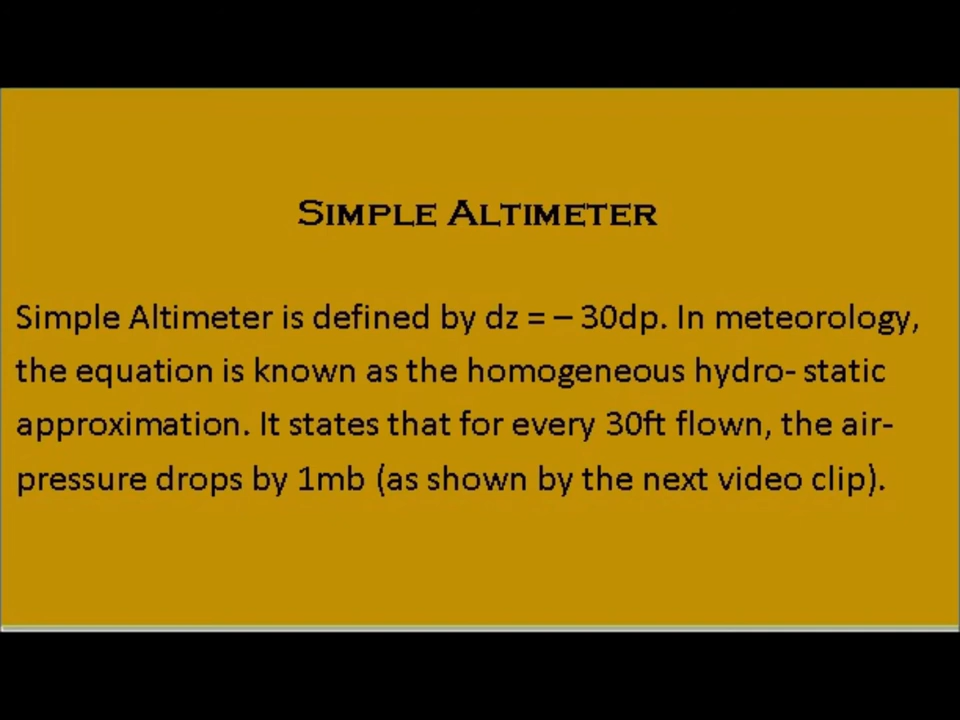 SIMPLE ALTIMETER
Simple Altimeter is defined by dz = – 30dp. In meteorology,
the equation is known as the homogeneous hydro- static
approximation. It states that for every 30ft flown, the air-
pressure drops by 1mb (as shown by the next video clip).